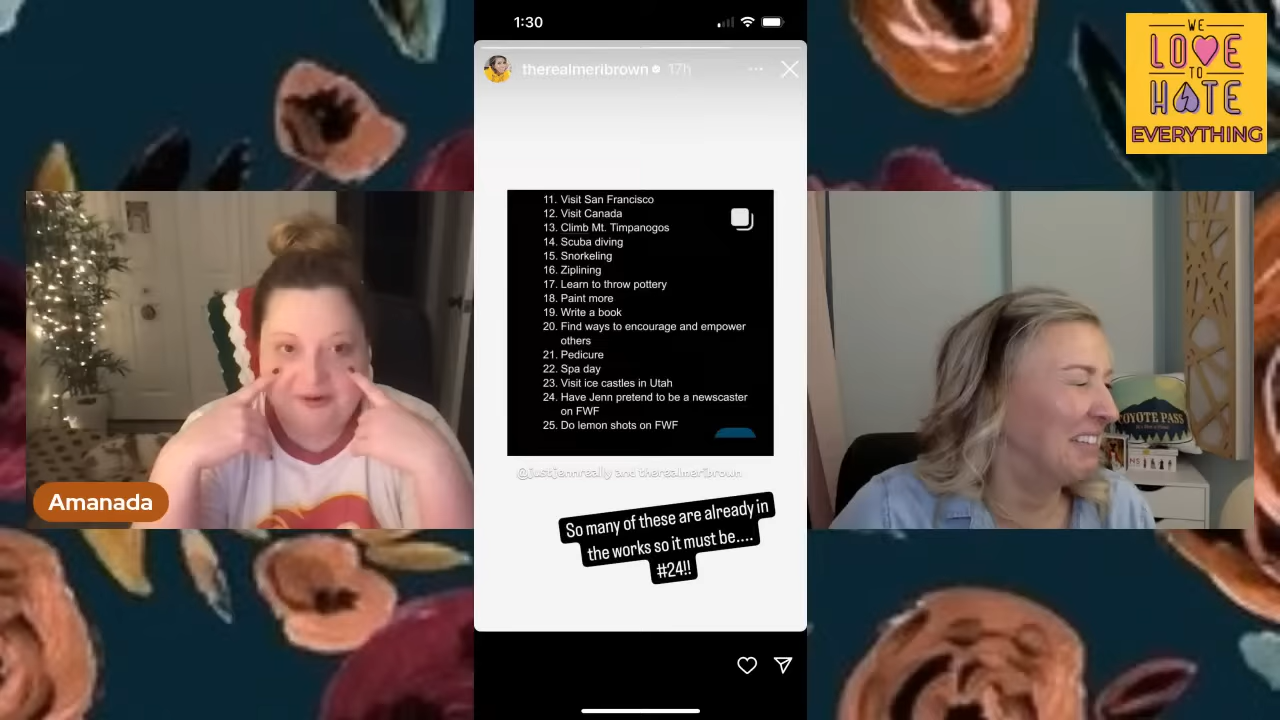 1:30
therealmeribrown 17h
11. Visit San Francisco
12. Visit Canada
13. Climb Mt. Timpanogos
14. Scuba diving
15. Snorkeling
16. Ziplining
17. Learn to throw pottery
18. Paint more
19. Write a book
20. Find ways to encourage and empower
others
21. Pedicure
22. Spa day
23. Visit ice castles in Utah
24. Have Jenn pretend to be a newscaster
on FWF
25. Do lemon shots on FWF
@justjennreally and therealmeribrown
So many of these are already in
the works so it must be....
#24!!
Amanada
WE
LOVE
TO
HATE
EVERYTHING
COYOTE PASS